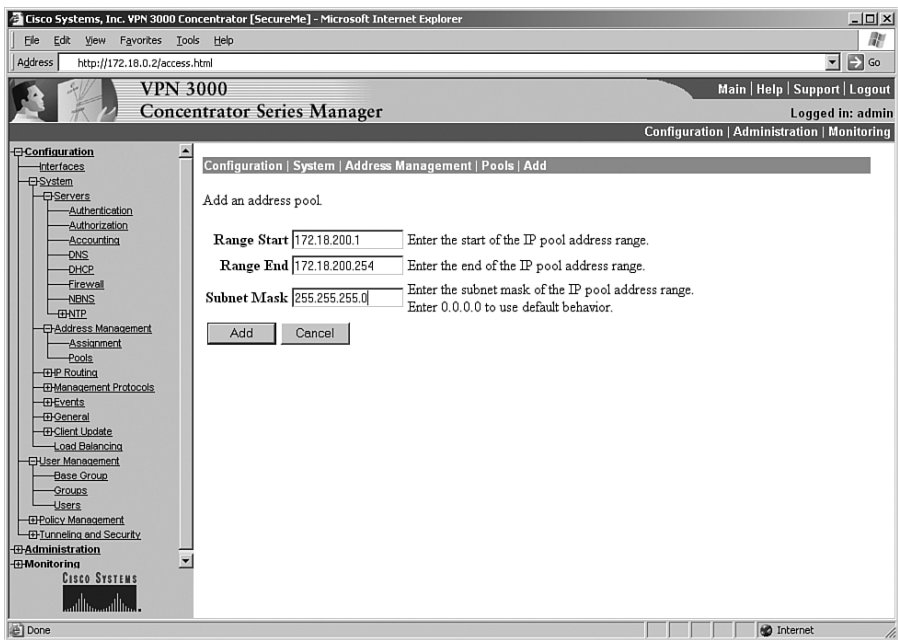 Cisco Systems, Inc. VPN 3000 Concentrator [SecureMe] - Microsoft Internet Explorer
File Edit View Favorites Tools Help
Address http://172.18.0.2/access.html Go
VPN 3000
Concentrator Series Manager
Main | Help | Support | Logout
Logged in: admin
Configuration | Administration | Monitoring
Configuration
Interfaces
System
Servers
Authentication
Authorization
Accounting
DNS
DHCP
Firewall
NBNS
NTP
Address Management
Assignment
Pools
IP Routing
Management Protocols
Events
General
Client Update
Load Balancing
User Management
Base Group
Groups
Users
Policy Management
Tunneling and Security
Administration
Monitoring
CISCO SYSTEMS
Configuration | System | Address Management | Pools | Add
Add an address pool.
Range Start 172.18.200.1 Enter the start of the IP pool address range.
Range End 172.18.200.254 Enter the end of the IP pool address range.
Subnet Mask 255.255.255.0 Enter the subnet mask of the IP pool address range.
Enter 0.0.0.0 to use default behavior.
Add Cancel
Done Internet